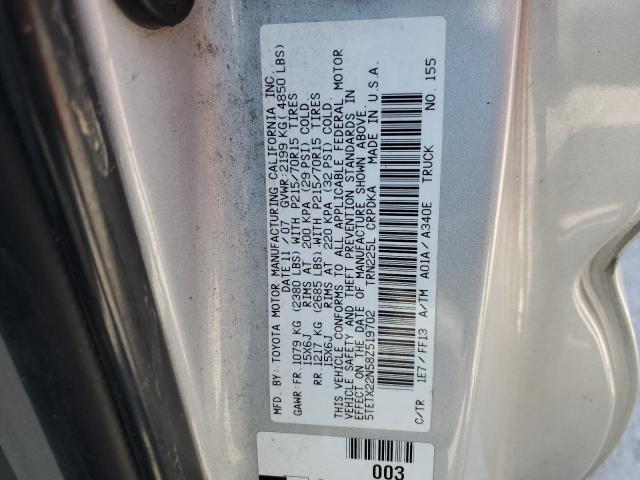 MFD. BY: TOYOTA MOTOR MANUFACTURING CALIFORNIA INC.
DATE 11 / 07 GVWR: 2199 KG( 4850 LBS)
GAWR: FR. 1079 KG (2380 LBS) WITH P215/70R15 TIRES
15X6J RIMS AT 200 KPA (29 PSI) COLD.
RR. 1217 KG (2685 LBS) WITH P215/70R15 TIRES
15X6J RIMS AT 220 KPA (32 PSI) COLD.
THIS VEHICLE CONFORMS TO ALL APPLICABLE FEDERAL MOTOR
VEHICLE SAFETY AND THEFT PREVENTION STANDARDS IN
EFFECT ON THE DATE OF MANUFACTURE SHOWN ABOVE.
5TETX22N58Z519702 TRN225L CRPDKA MADE IN U.S.A.
C/TR 1E7/FF13 A/TM A01A/A340E TRUCK NO. 155
003